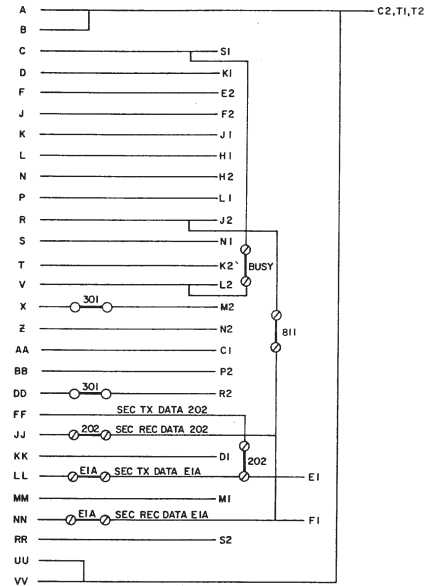 A C2,T1,T2
B
C S1
D K1
F E2
J F2
K J1
L H1
N H2
P L1
R J2
S N1
T K2` BUSY
V L2
X 301 M2
Z N2
811
AA C1
BB P2
DD 301 R2
FF SEC TX DATA 202
JJ 202 SEC REC DATA 202
KK D1 202
LL EIA SEC TX DATA EIA E1
MM M1
NN EIA SEC REC DATA EIA F1
RR S2
UU
VV